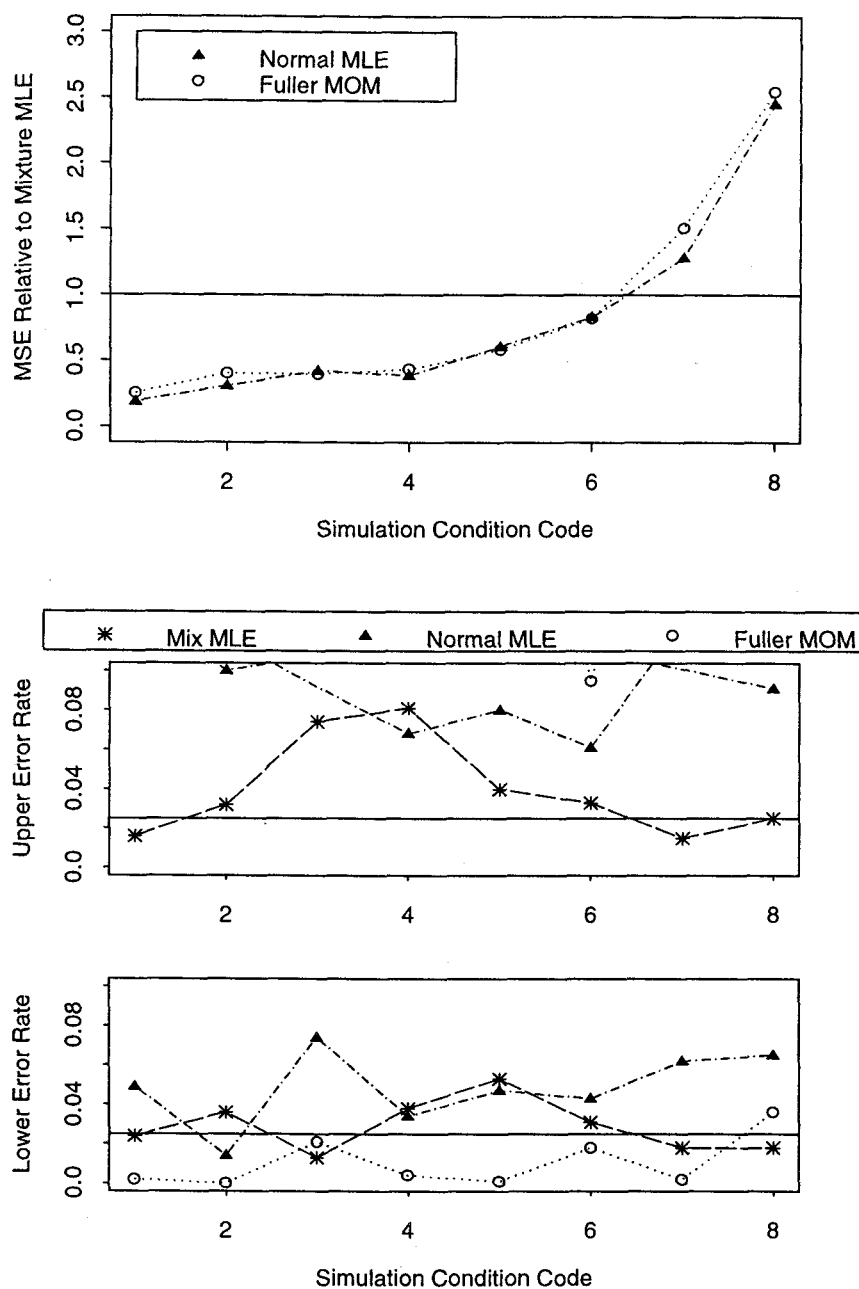 MSE Relative to Mixture MLE
3.0
2.5
2.0
1.5
1.0
0.5
0.0
Normal MLE
Fuller MOM
2 4 6 8
Simulation Condition Code
Mix MLE Normal MLE Fuller MOM
Upper Error Rate
0.08
0.04
0.0
2 4 6 8
Lower Error Rate
0.08
0.04
0.0
2 4 6 8
Simulation Condition Code